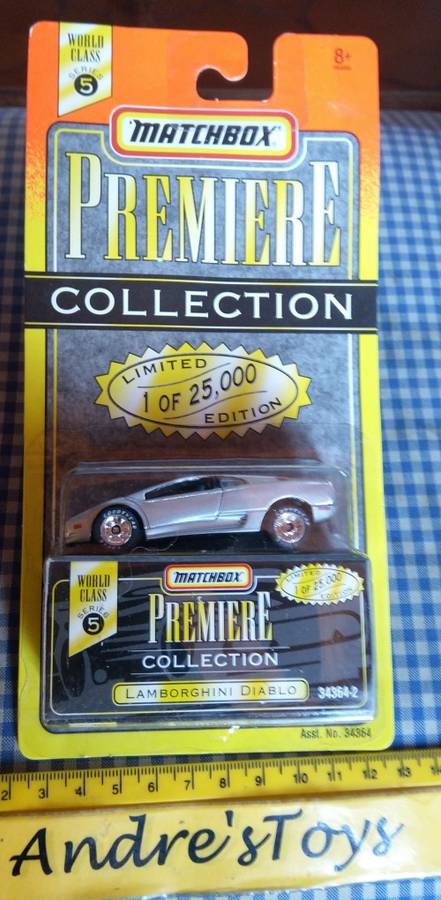 WORLD
CLASS
SERIES
5
8+
MATCHBOX
PREMIERE
COLLECTION
LIMITED
1 OF 25,000
EDITION
WORLD
CLASS
SERIES
5
MATCHBOX
PREMIERE
COLLECTION
LAMBORGHINI DIABLO
LIMITED
1 OF 25,000
EDITION
34364-2
Asst. No. 34364
2 3 4 5 6 7 8 9 10 11 12 13 14
Andre'sToys